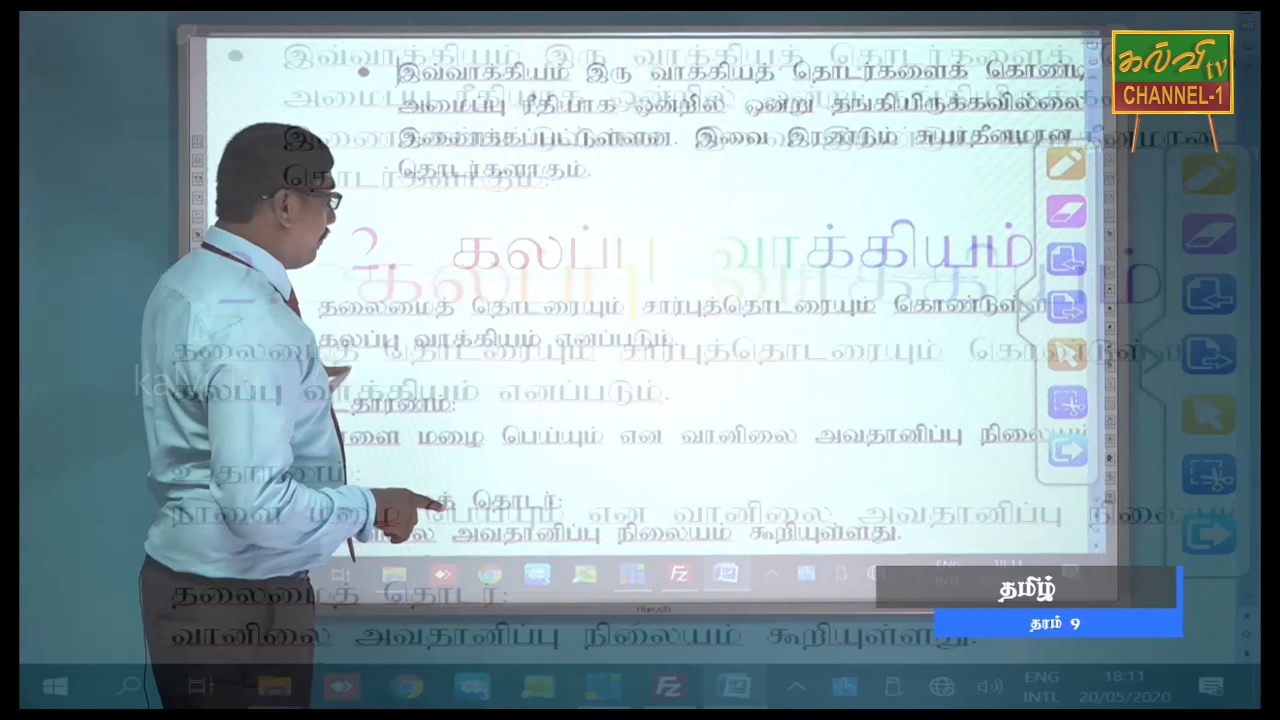 இவ்வாக்கியம் இரு வாக்கியத் தொடர்களைக் கொண்ட
அமைப்பு ரீதியாக ஒன்றில் ஒன்று தங்கியிருக்கவில்லை
இணைக்கப்பட்டுள்ளன. இவை இரண்டும் சுயாதீனமான
தொடர்களாகும்.
2. கலப்பு வாக்கியம்
தலைமைத் தொடரையும் சார்புத்தொடரையும் கொண்டுள்ள
கலப்பு வாக்கியம் எனப்படும்.
உதாரணம்:
நாளை மழை பெய்யும் என வானிலை அவதானிப்பு நிலைய
தலைமைத் தொடர்:
வானிலை அவதானிப்பு நிலையம் கூறியுள்ளது.
கல்வி tv
CHANNEL-1
தமிழ்
தரம் 9
ENG
INTL
18:11
20/05/2020